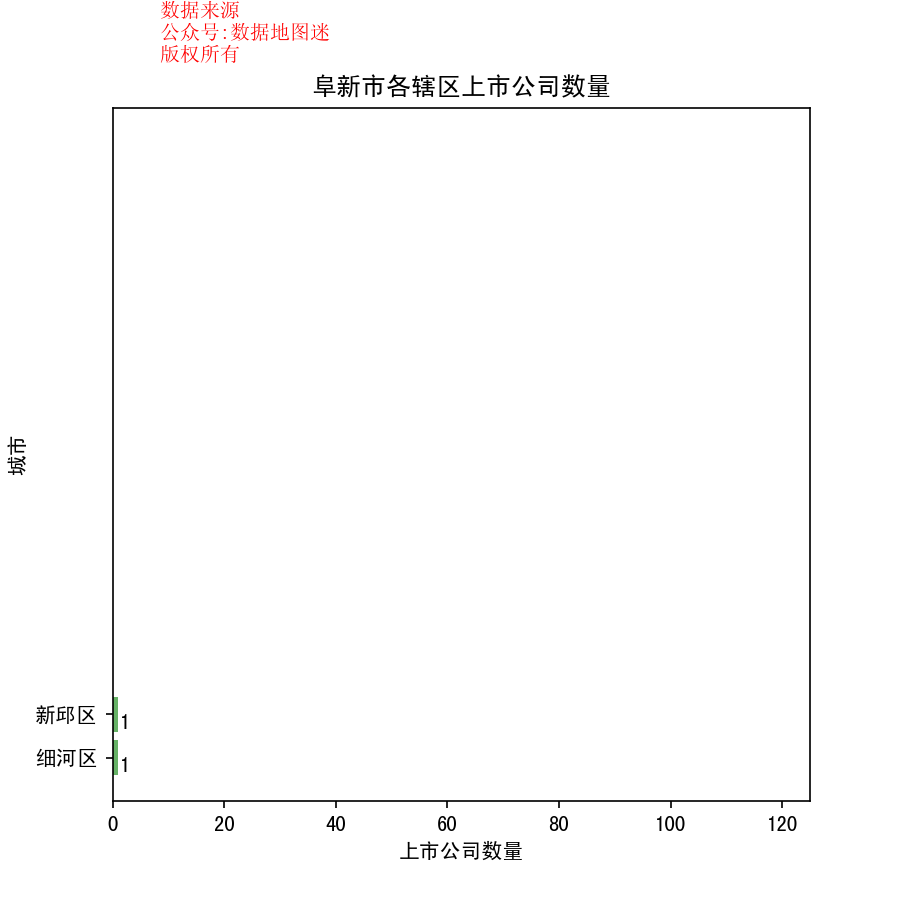 数据来源
公众号:数据地图迷
版权所有
阜新市各辖区上市公司数量
城市
新邱区
1
细河区
1
0 20 40 60 80 100 120
上市公司数量